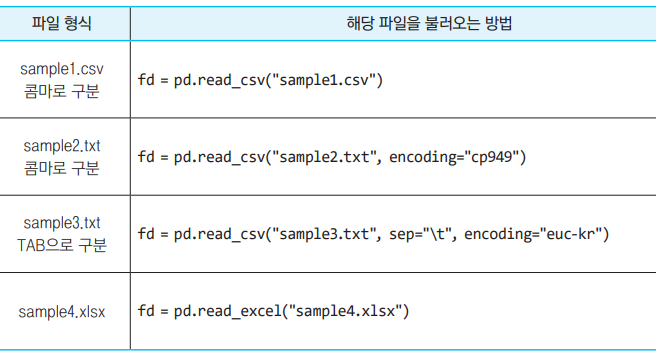 파일 형식
해당 파일을 불러오는 방법
sample1.csv
콤마로 구분
fd = pd.read_csv("sample1.csv")
sample2.txt
콤마로 구분
fd = pd.read_csv("sample2.txt", encoding="cp949")
sample3.txt
TAB으로 구분
fd = pd.read_csv("sample3.txt", sep="\t", encoding="euc-kr")
sample4.xlsx
fd = pd.read_excel("sample4.xlsx")